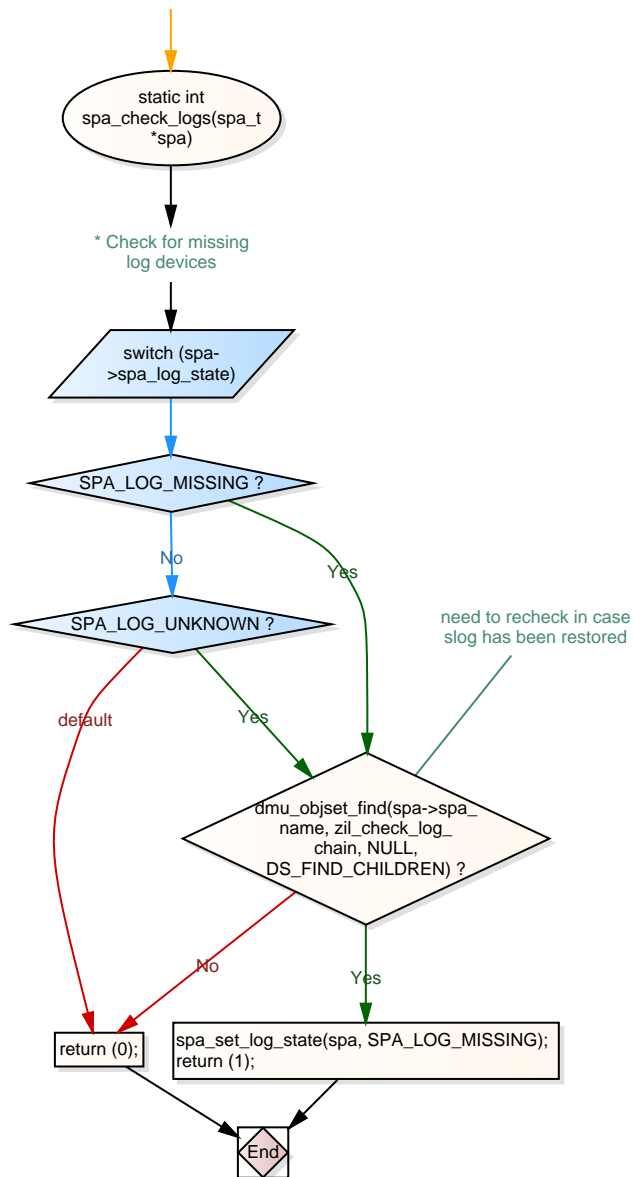 static int
spa_check_logs(spa_t
*spa)
* Check for missing
log devices
switch (spa-
>spa_log_state)
SPA_LOG_MISSING ?
No
Yes
SPA_LOG_UNKNOWN ?
need to recheck in case
slog has been restored
default
Yes
dmu_objset_find(spa->spa_
name, zil_check_log_
chain, NULL,
DS_FIND_CHILDREN) ?
No
Yes
return (0);
spa_set_log_state(spa, SPA_LOG_MISSING);
return (1);
End